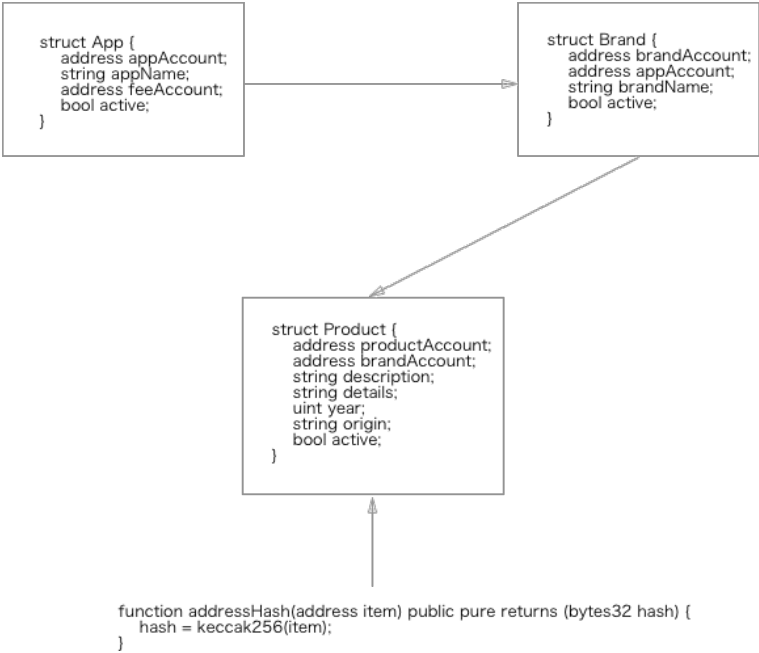 struct App {
address appAccount;
string appName;
address feeAccount;
bool active;
}
struct Brand {
address brandAccount;
address appAccount;
string brandName;
bool active;
}
struct Product {
address productAccount;
address brandAccount;
string description;
string details;
uint year;
string origin;
bool active;
}
function addressHash(address item) public pure returns (bytes32 hash) {
hash = keccak256(item);
}